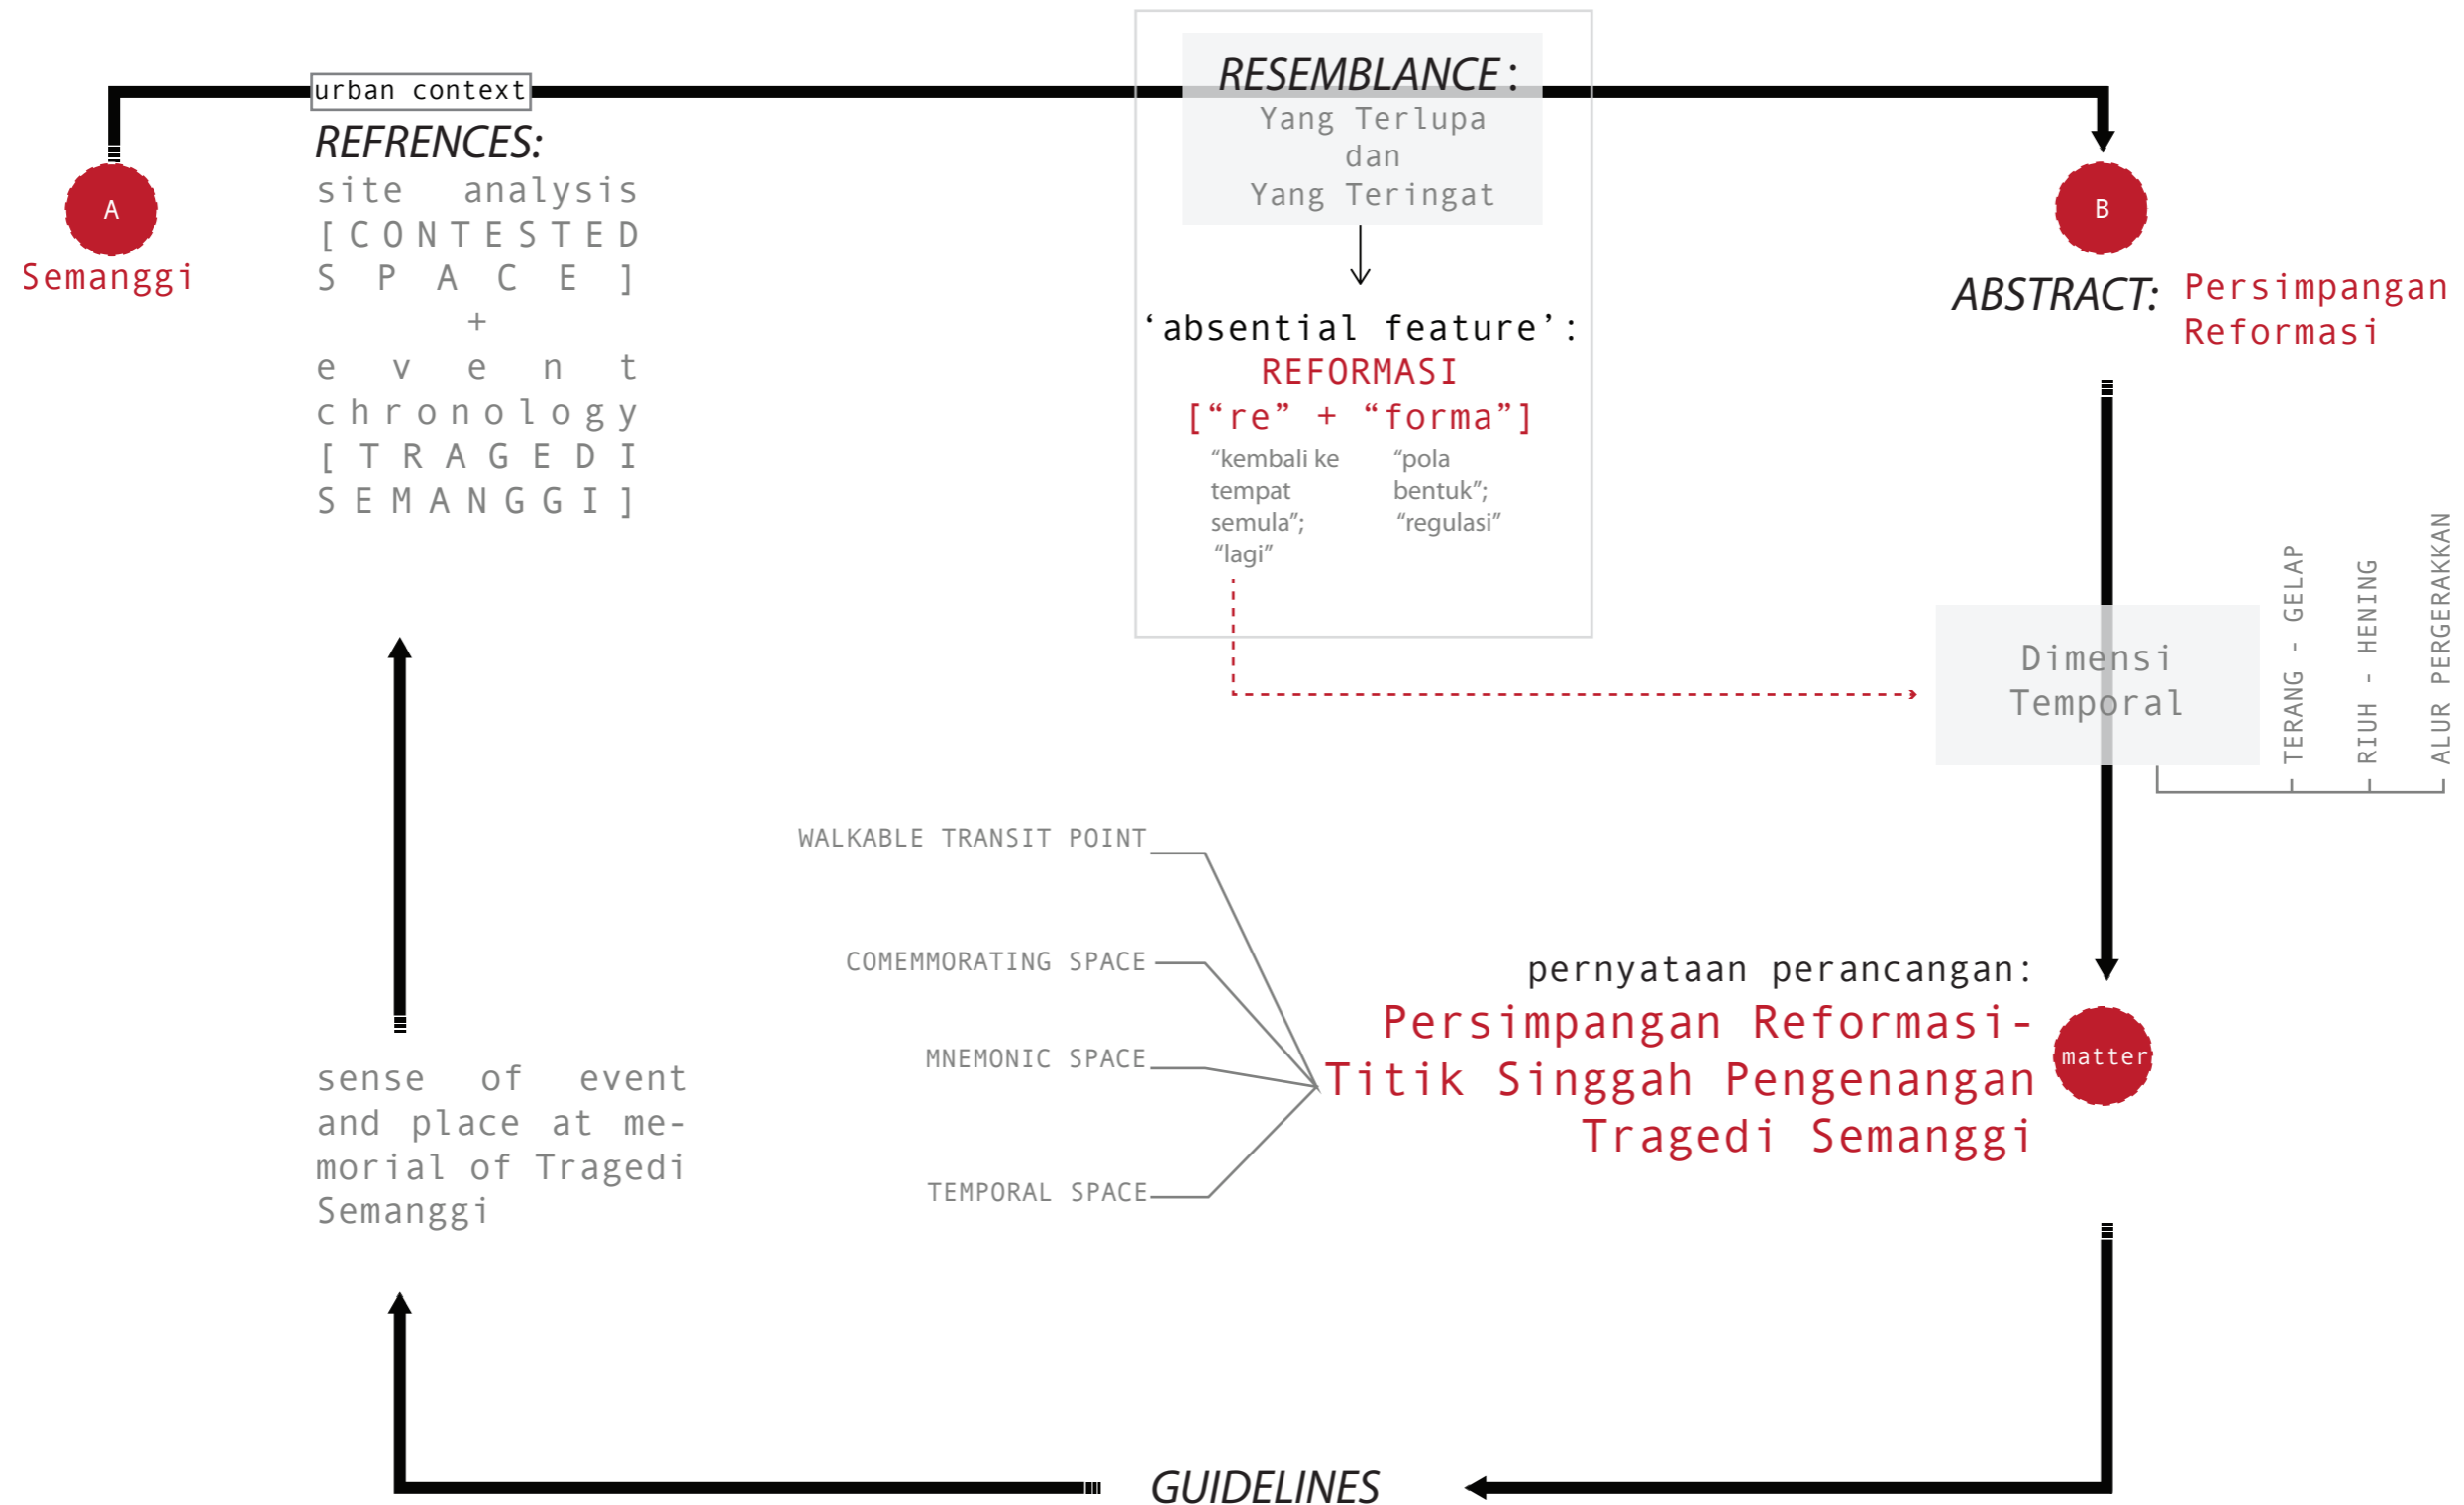 urban context
A
Semanggi
REFRENCES:
site analysis
[CONTESTED
SPACE]
+
event
chronology
[TRAGEDI
SEMANGGI]
RESEMBLANCE:
Yang Terlupa
dan
Yang Teringat
‘absential feature’:
REFORMASI
[“re” + “forma”]
“kembali ke
tempat
semula”;
“lagi”
“pola
bentuk”;
“regulasi”
B
ABSTRACT:
Persimpangan
Reformasi
Dimensi
Temporal
TERANG - GELAP
RIUH - HENING
ALUR PERGERAKAN
WALKABLE TRANSIT POINT
COMEMMORATING SPACE
MNEMONIC SPACE
TEMPORAL SPACE
pernyataan perancangan:
Persimpangan Reformasi-
Titik Singgah Pengenangan
Tragedi Semanggi
matter
sense of event
and place at me-
morial of Tragedi
Semanggi
GUIDELINES